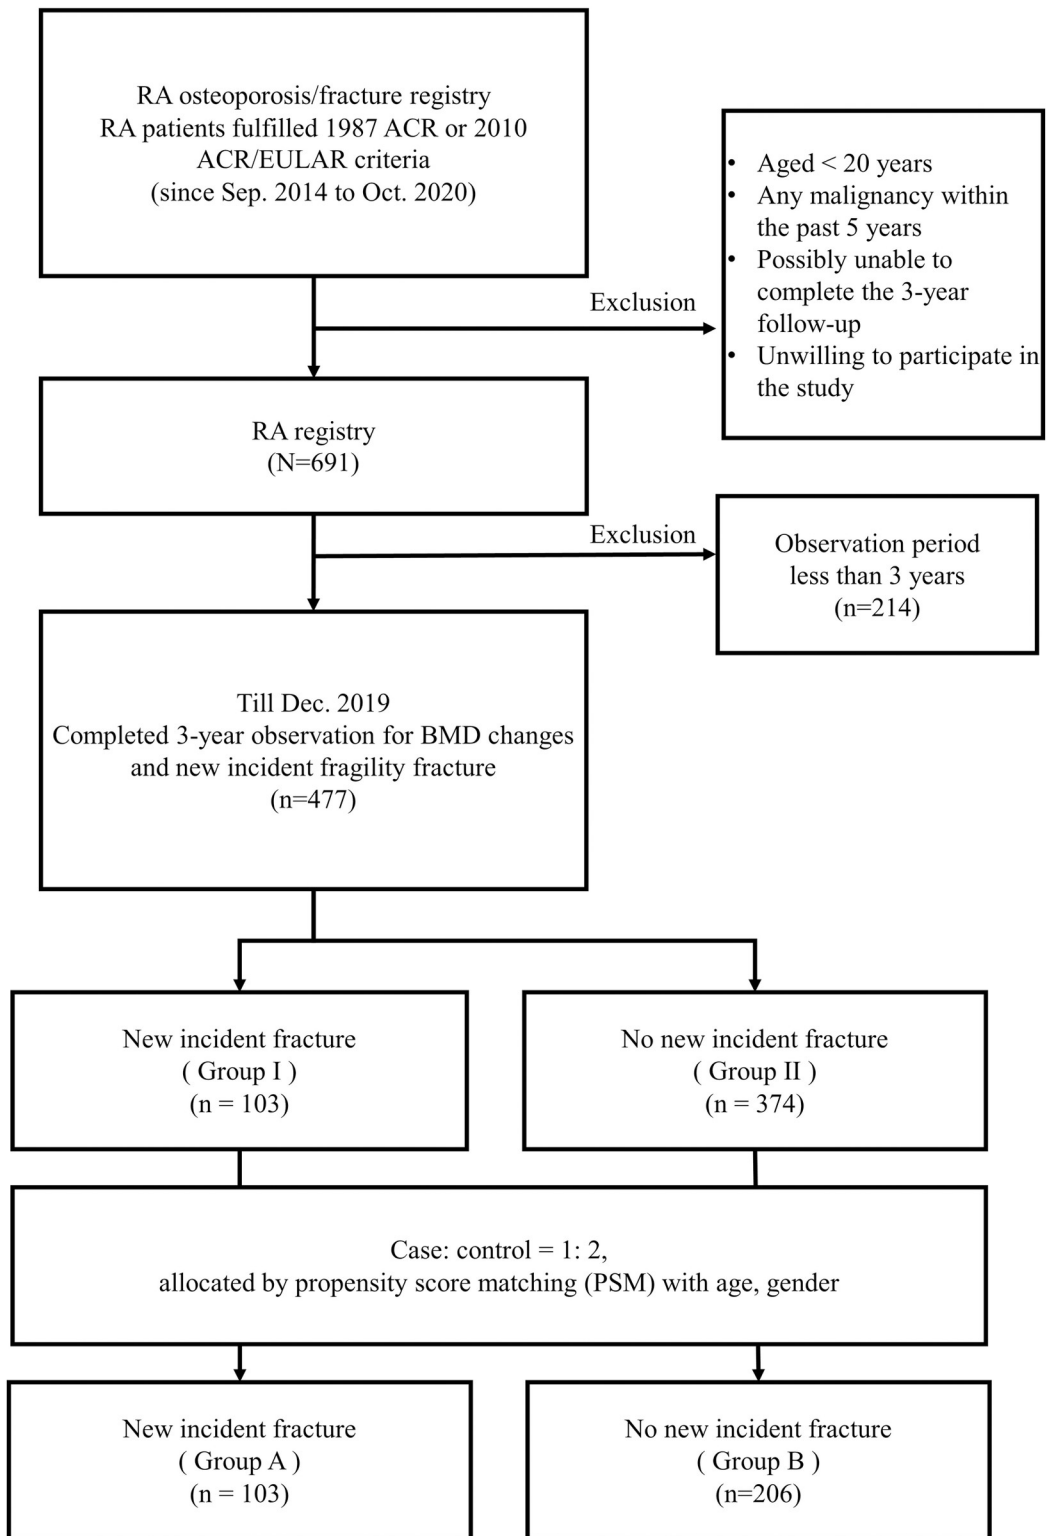 RA osteoporosis/fracture registry
RA patients fulfilled 1987 ACR or 2010
ACR/EULAR criteria
(since Sep. 2014 to Oct. 2020)
Exclusion
• Aged < 20 years
• Any malignancy within
the past 5 years
• Possibly unable to
complete the 3-year
follow-up
• Unwilling to participate in
the study
RA registry
(N=691)
Exclusion
Observation period
less than 3 years
(n=214)
Till Dec. 2019
Completed 3-year observation for BMD changes
and new incident fragility fracture
(n=477)
New incident fracture
( Group I )
(n = 103)
No new incident fracture
( Group II )
(n = 374)
Case: control = 1: 2,
allocated by propensity score matching (PSM) with age, gender
New incident fracture
( Group A )
(n = 103)
No new incident fracture
( Group B )
(n=206)